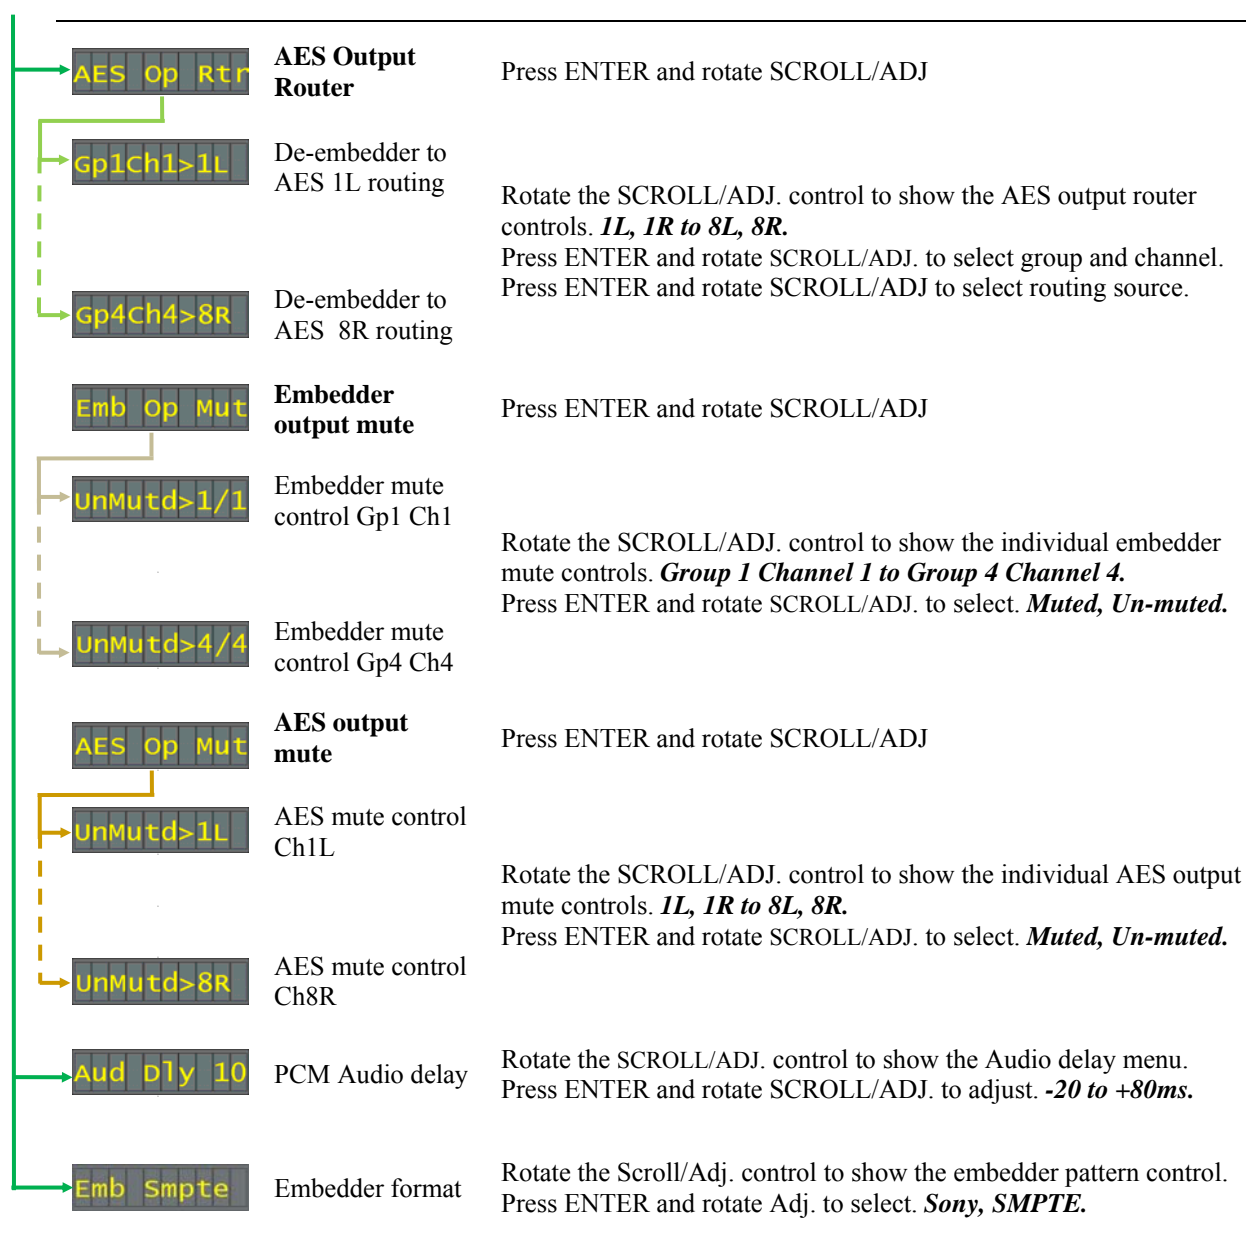 AES Op Rtr
AES Output
Router
Press ENTER and rotate SCROLL/ADJ
Gp1Ch1>1L
De-embedder to
AES 1L routing
Rotate the SCROLL/ADJ. control to show the AES output router
controls. 1L, 1R to 8L, 8R.
Press ENTER and rotate SCROLL/ADJ. to select group and channel.
Press ENTER and rotate SCROLL/ADJ to select routing source.
Gp4Ch4>8R
De-embedder to
AES  8R routing
Emb Op Mut
Embedder
output mute
Press ENTER and rotate SCROLL/ADJ
UnMutd>1/1
Embedder mute
control Gp1 Ch1
Rotate the SCROLL/ADJ. control to show the individual embedder
mute controls. Group 1 Channel 1 to Group 4 Channel 4.
Press ENTER and rotate SCROLL/ADJ. to select. Muted, Un-muted.
UnMutd>4/4
Embedder mute
control Gp4 Ch4
AES Op Mut
AES output
mute
Press ENTER and rotate SCROLL/ADJ
UnMutd>1L
AES mute control
Ch1L
Rotate the SCROLL/ADJ. control to show the individual AES output
mute controls. 1L, 1R to 8L, 8R.
Press ENTER and rotate SCROLL/ADJ. to select. Muted, Un-muted.
UnMutd>8R
AES mute control
Ch8R
Aud Dly 10
PCM Audio delay
Rotate the SCROLL/ADJ. control to show the Audio delay menu.
Press ENTER and rotate SCROLL/ADJ. to adjust. -20 to +80ms.
Emb Smpte
Embedder format
Rotate the Scroll/Adj. control to show the embedder pattern control.
Press ENTER and rotate Adj. to select. Sony, SMPTE.